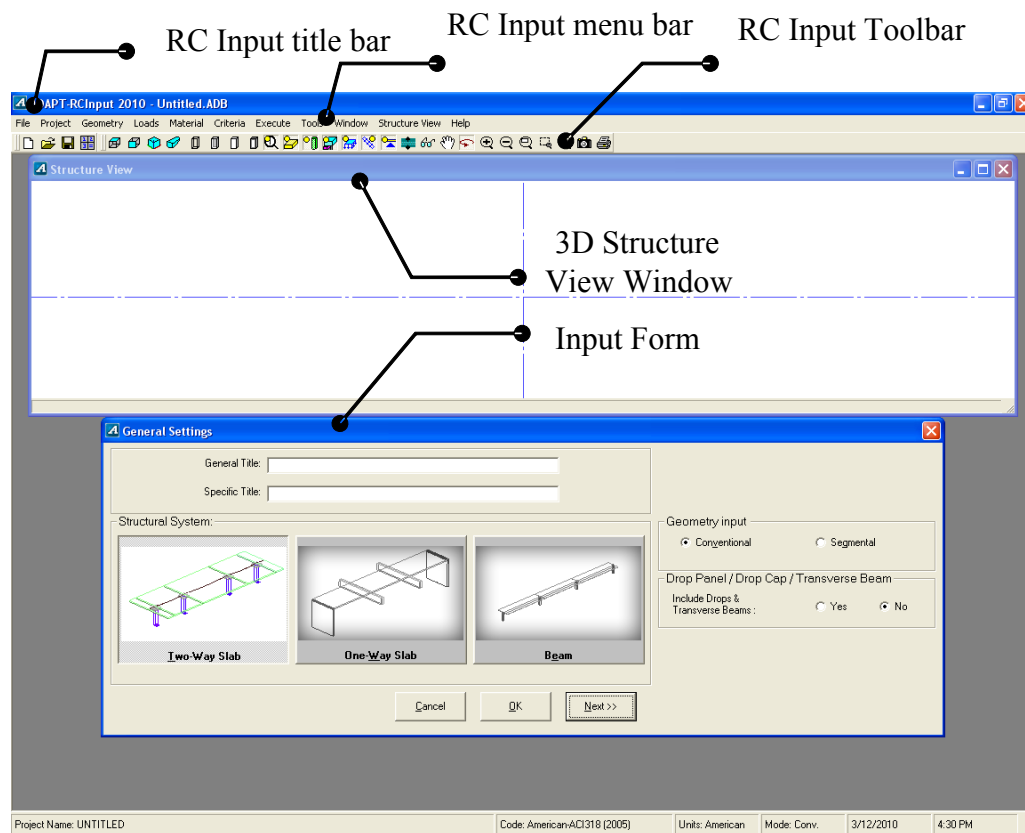 RC Input title bar
RC Input menu bar
RC Input Toolbar
APT-RCInput 2010 - Untitled.ADB
File Project Geometry Loads Material Criteria Execute Tools Window Structure View Help
Structure View
3D Structure
View Window
Input Form
General Settings
General Title:
Specific Title:
Structural System:
Two-Way Slab
One-Way Slab
Beam
Geometry input
Conventional
Segmental
Drop Panel / Drop Cap / Transverse Beam
Include Drops &
Transverse Beams :
Yes
No
Cancel
OK
Next >>
Project Name: UNTITLED
Code: American-ACI318 (2005)
Units: American
Mode: Conv.
3/12/2010
4:30 PM